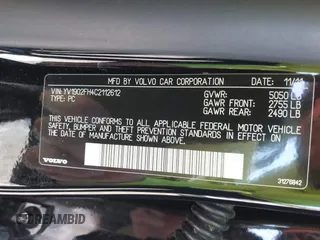 MFD. BY VOLVO CAR CORPORATION DATE 11/11
VIN: YV1902FH4C2112612 GVWR: 5050 LB
TYPE: PC GAWR FRONT: 2755 LB
GAWR REAR: 2490 LB
THIS VEHICLE CONFORMS TO ALL APPLICABLE FEDERAL MOTOR VEHICLE
SAFETY, BUMPER AND THEFT PREVENTION STANDARDS IN EFFECT
ON THE DATE OF MANUFACTURE SHOWN ABOVE.
VOLVO
31276642
DREAMBID